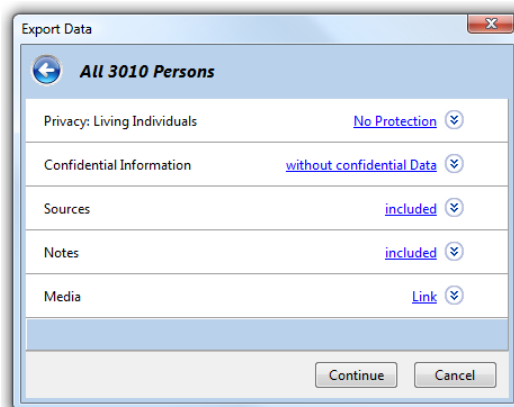 Export Data
All 3010 Persons
Privacy: Living Individuals No Protection
Confidential Information without confidential Data
Sources included
Notes included
Media Link
Continue Cancel